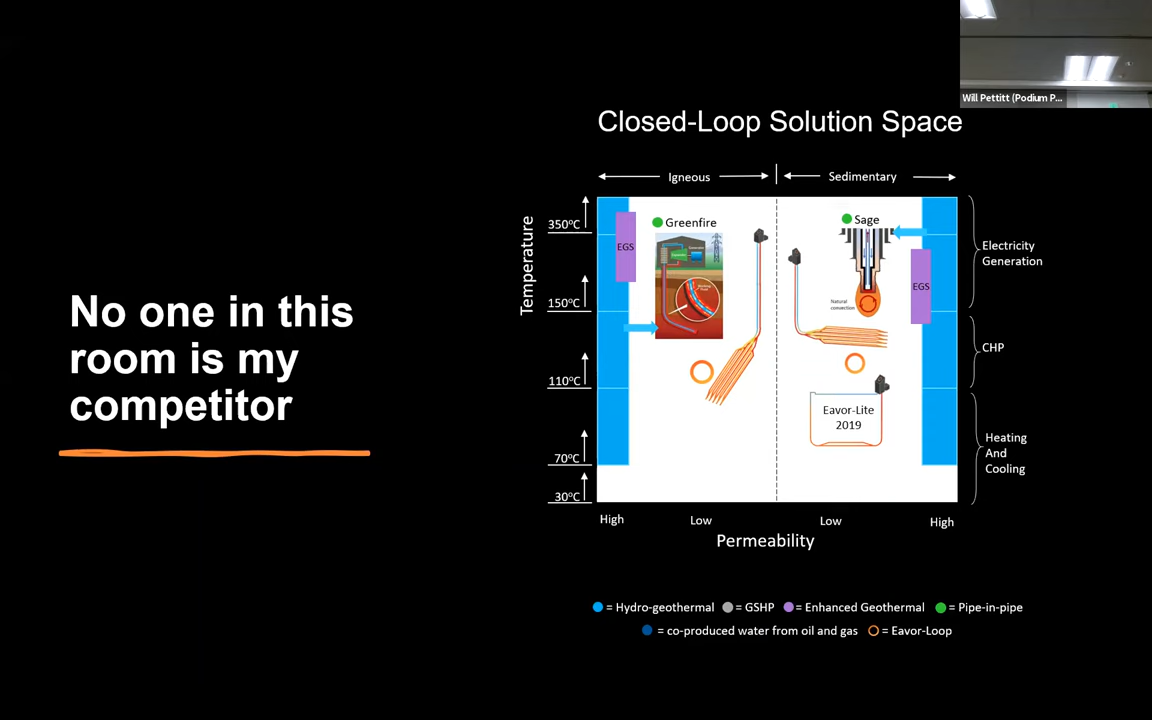 Will Pettitt (Podium P...
Closed-Loop Solution Space
Igneous
Sedimentary
No one in this
room is my
competitor
Temperature
350°C
150°C
110°C
70°C
30°C
EGS
Greenfire
Sage
Natural
convection
EGS
Eavor-Lite
2019
Electricity
Generation
CHP
Heating
And
Cooling
High
Low
Low
High
Permeability
= Hydro-geothermal
= GSHP
= Enhanced Geothermal
= Pipe-in-pipe
= co-produced water from oil and gas
= Eavor-Loop